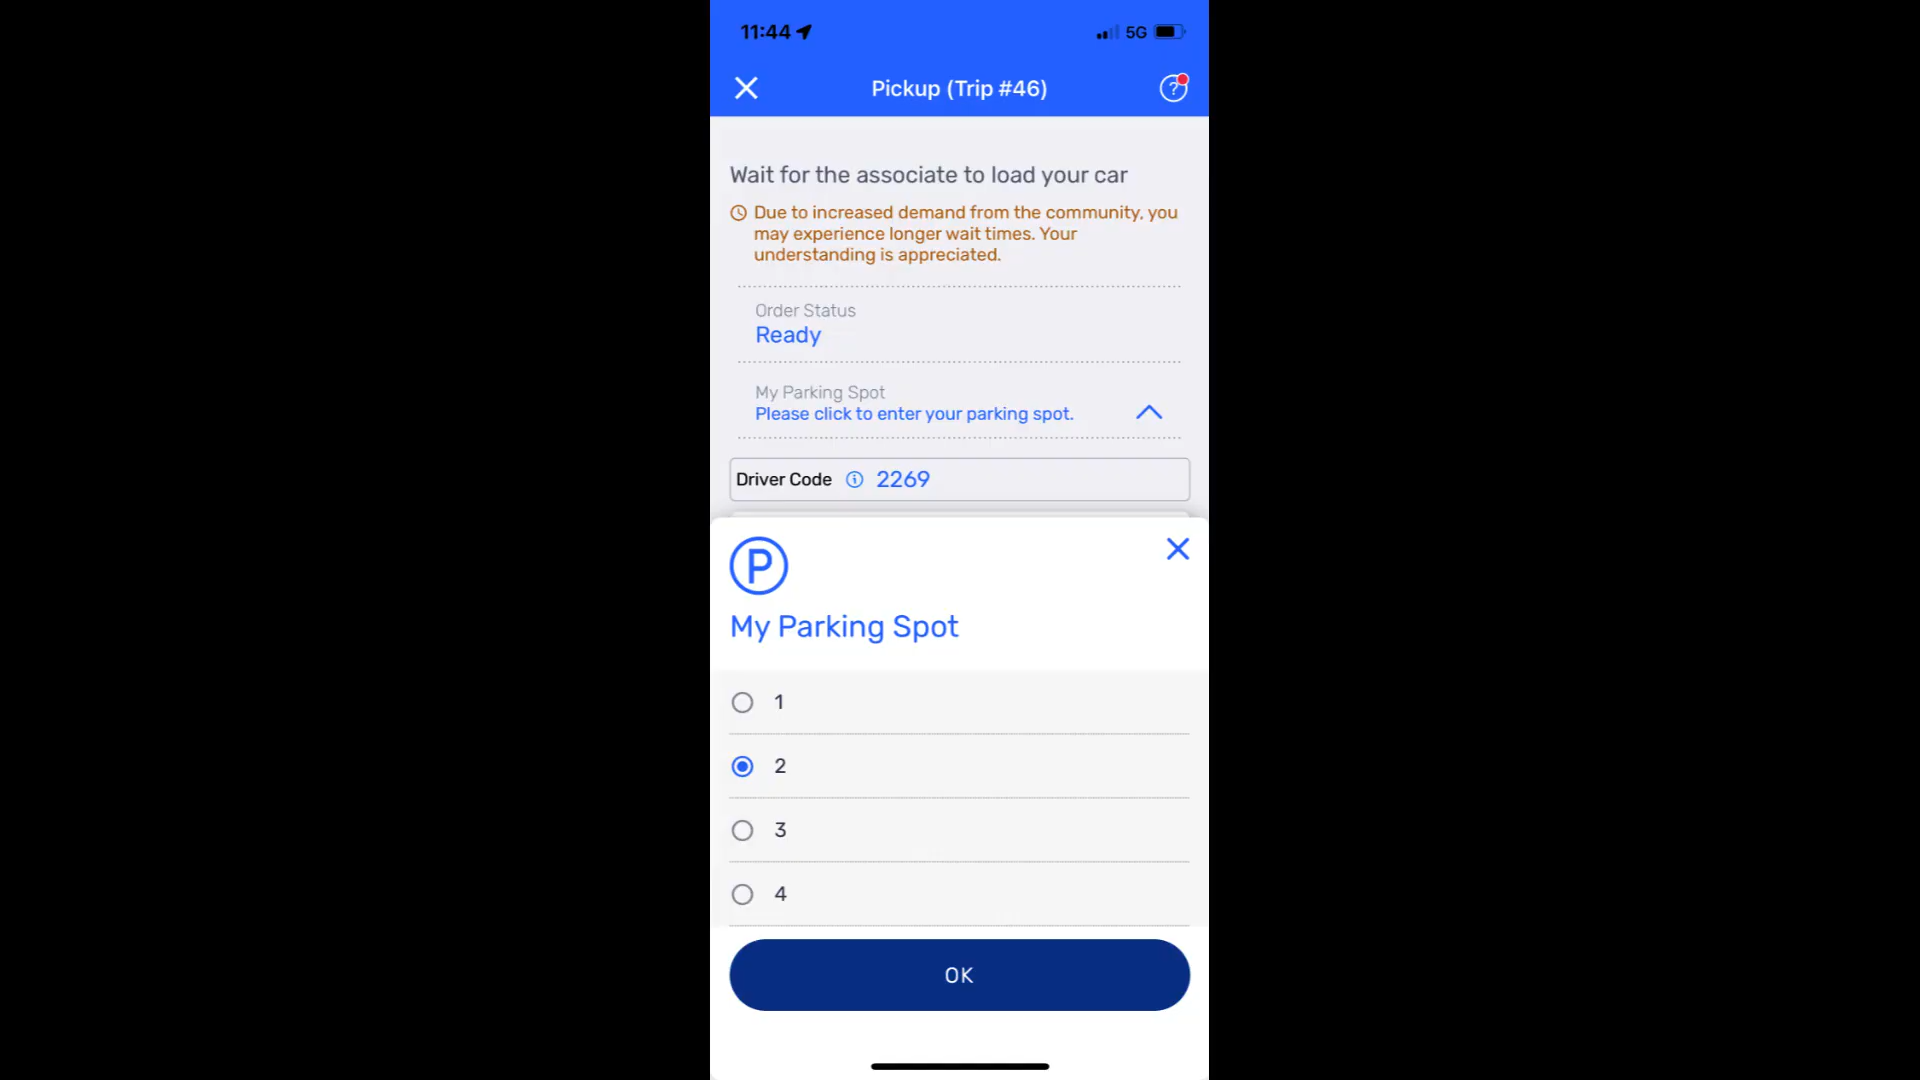 11:44
5G
Pickup (Trip #46)
?
Wait for the associate to load your car
Due to increased demand from the community, you
may experience longer wait times. Your
understanding is appreciated.
Order Status
Ready
My Parking Spot
Please click to enter your parking spot.
Driver Code i 2269
P
My Parking Spot
1
2
3
4
OK